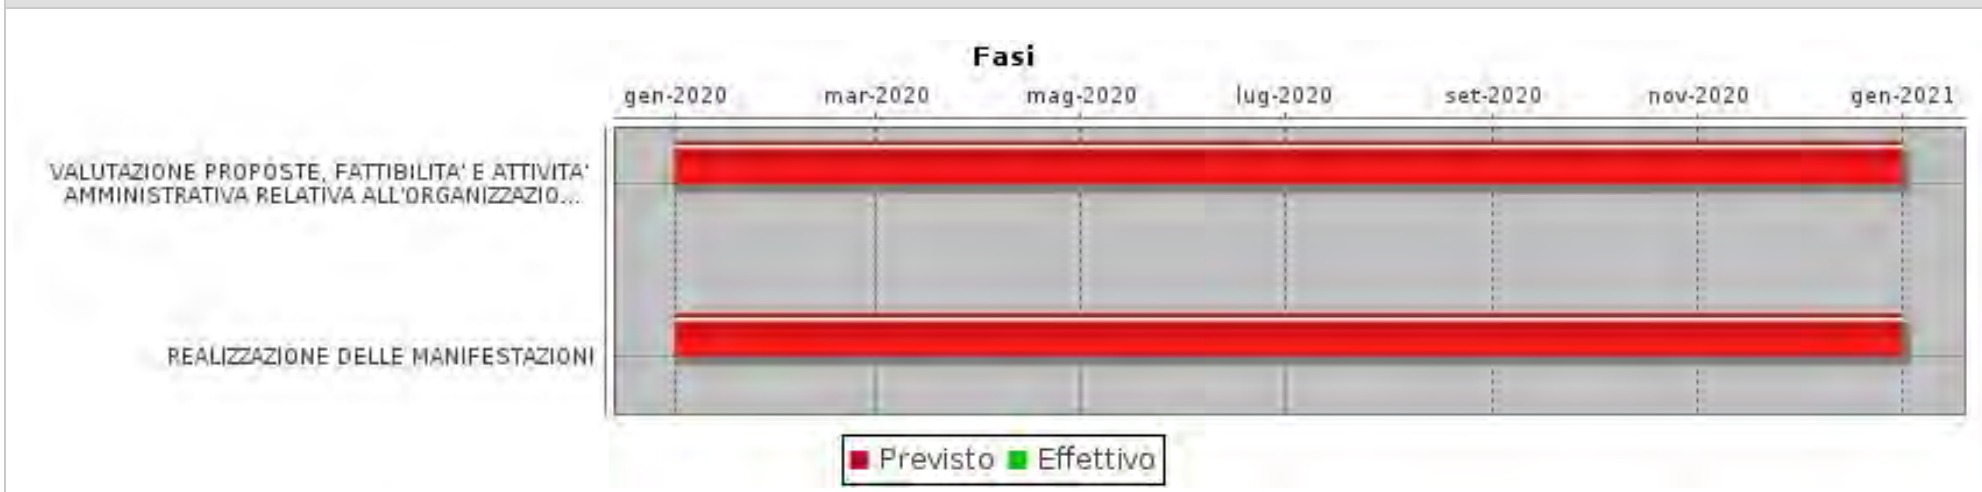 Fasi
gen-2020 mar-2020 mag-2020 lug-2020 set-2020 nov-2020 gen-2021
VALUTAZIONE PROPOSTE, FATTIBILITA' E ATTIVITA'
AMMINISTRATIVA RELATIVA ALL'ORGANIZZAZIO...
REALIZZAZIONE DELLE MANIFESTAZIONI
Previsto Effettivo